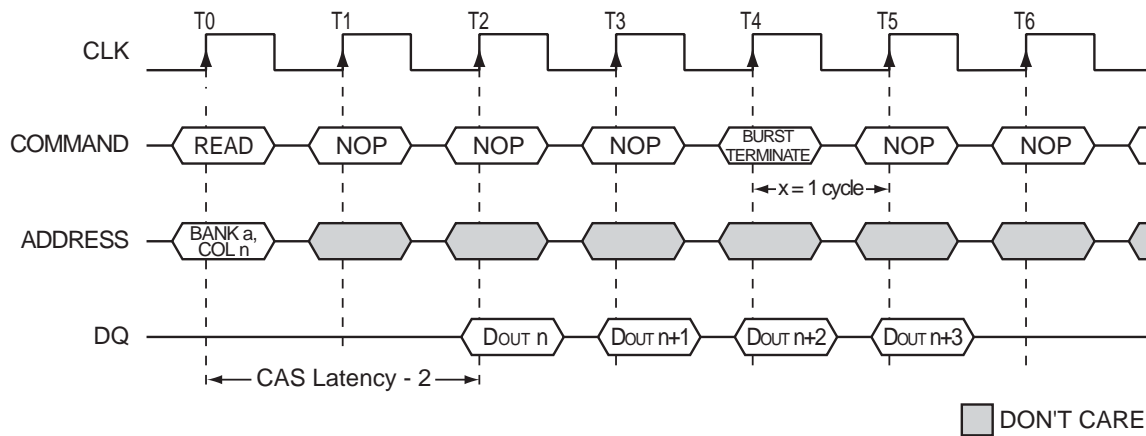 T0 T1 T2 T3 T4 T5 T6
CLK
COMMAND READ NOP NOP NOP BURST TERMINATE NOP NOP
x = 1 cycle
ADDRESS BANK a, COL n
DQ DOUT n DOUT n+1 DOUT n+2 DOUT n+3
CAS Latency - 2
DON'T CARE